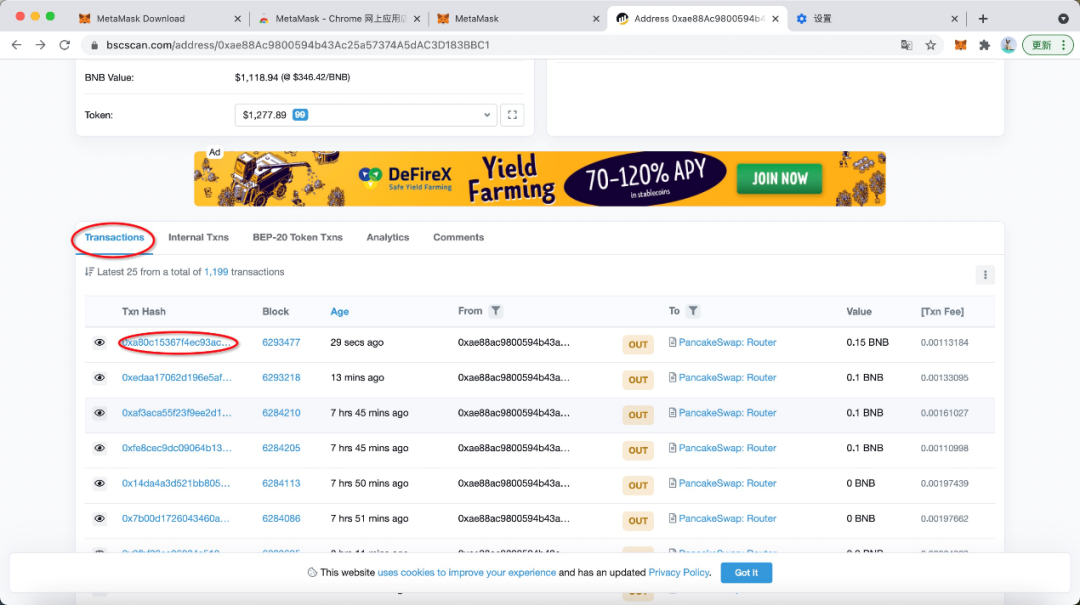 MetaMask Download
MetaMask - Chrome 网上应用店
MetaMask
Address 0xae88Ac9800594b4
设置
bscscan.com/address/0xae88Ac9800594b43Ac25a57374A5dAC3D183BBC1
更新
BNB Value: $1,118.94 (@ $346.42/BNB)
Token: $1,277.89 99
Ad
DeFireX
Safe Yield Farming
Yield
Farming
70-120% APY
in stablecoins
JOIN NOW
Transactions Internal Txns BEP-20 Token Txns Analytics Comments
Latest 25 from a total of 1,199 transactions
Txn Hash Block Age From To Value [Txn Fee]
0xa80c15367f4ec93ac... 6293477 29 secs ago 0xae88ac9800594b43a... OUT PancakeSwap: Router 0.15 BNB 0.00113184
0xedaa17062d196e5af... 6293218 13 mins ago 0xae88ac9800594b43a... OUT PancakeSwap: Router 0.1 BNB 0.00133095
0xaf3aca55f23f9ee2d1... 6284210 7 hrs 45 mins ago 0xae88ac9800594b43a... OUT PancakeSwap: Router 0.1 BNB 0.00161027
0xfe8cec9dc09064b13... 6284205 7 hrs 45 mins ago 0xae88ac9800594b43a... OUT PancakeSwap: Router 0.1 BNB 0.00110998
0x14da4a3d521bb805... 6284113 7 hrs 50 mins ago 0xae88ac9800594b43a... OUT PancakeSwap: Router 0 BNB 0.00197439
0x7b00d1726043460a... 6284086 7 hrs 51 mins ago 0xae88ac9800594b43a... OUT PancakeSwap: Router 0 BNB 0.00197662
This website uses cookies to improve your experience and has an updated Privacy Policy.
Got It